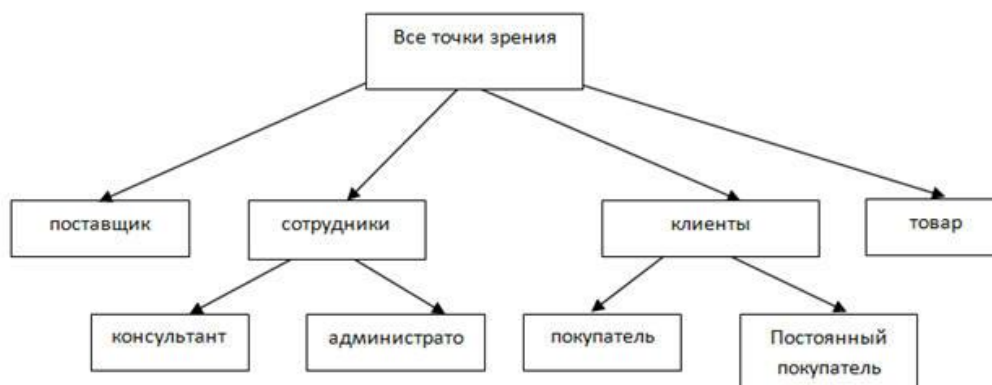 Все точки зрения
поставщик
сотрудники
клиенты
товар
консультант
администрато
покупатель
Постоянный
покупатель